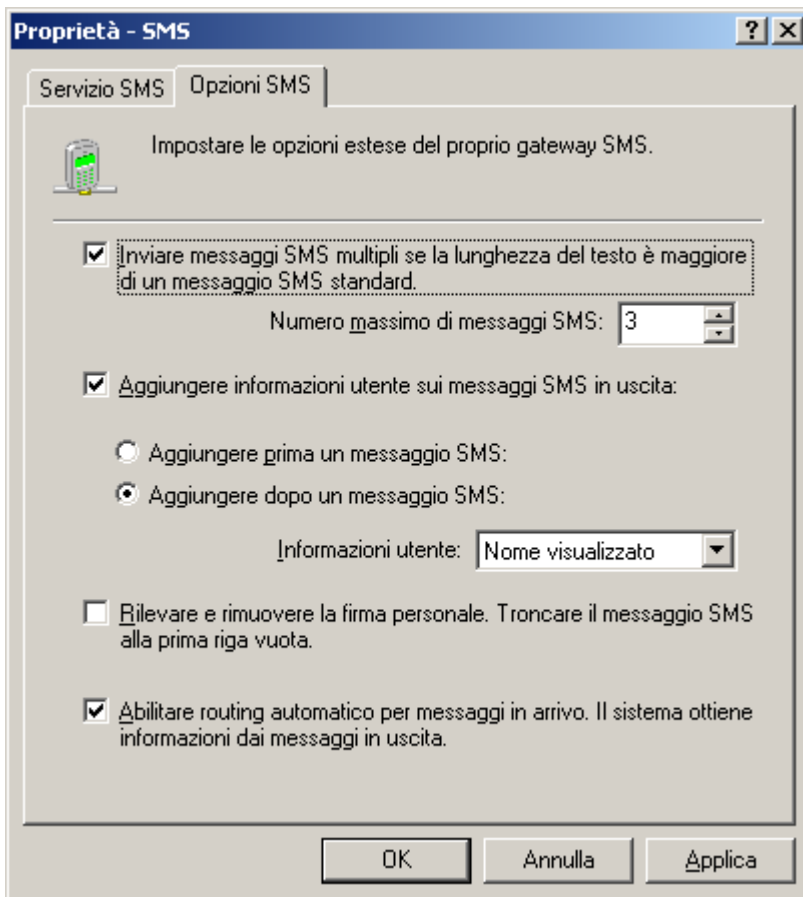 Proprietà - SMS
Servizio SMS
Opzioni SMS
Impostare le opzioni estese del proprio gateway SMS.
Inviare messaggi SMS multipli se la lunghezza del testo è maggiore
di un messaggio SMS standard.
Numero massimo di messaggi SMS: 3
Aggiungere informazioni utente sui messaggi SMS in uscita:
Aggiungere prima un messaggio SMS:
Aggiungere dopo un messaggio SMS:
Informazioni utente: Nome visualizzato
Rilevare e rimuovere la firma personale. Troncare il messaggio SMS
alla prima riga vuota.
Abilitare routing automatico per messaggi in arrivo. Il sistema ottiene
informazioni dai messaggi in uscita.
OK
Annulla
Applica